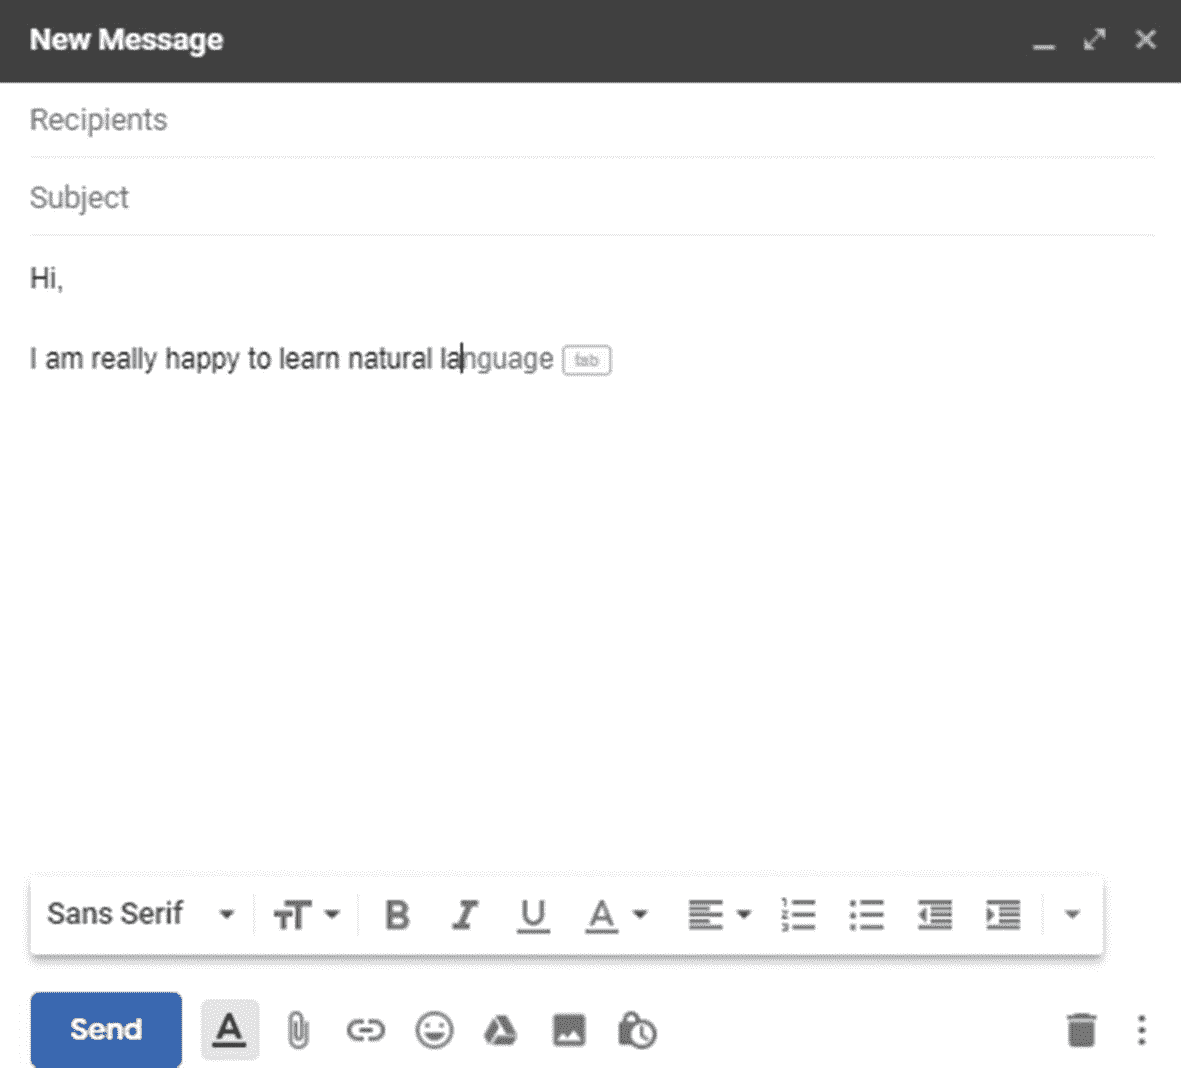 New Message
Recipients
Subject
Hi,
I am really happy to learn natural language tab
Sans Serif
Send